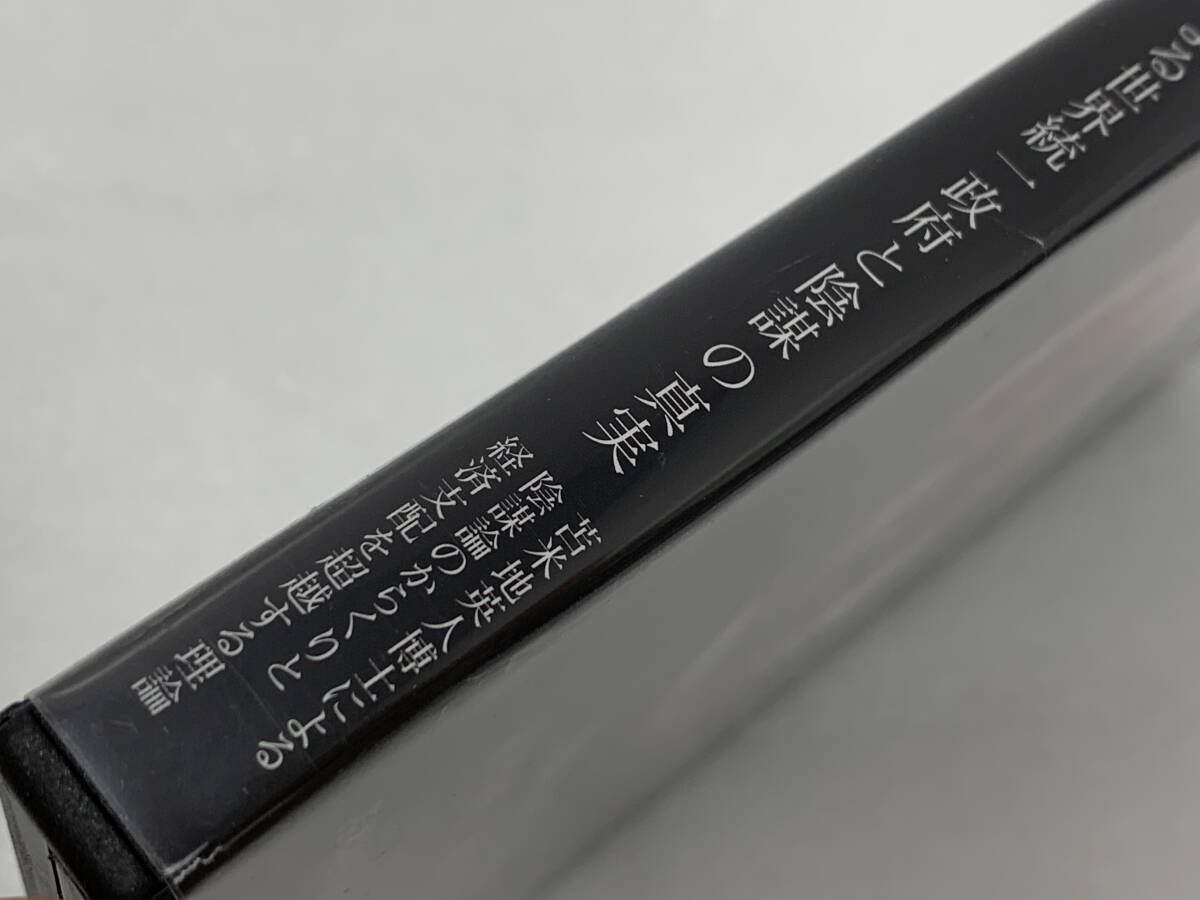 る世界統一政府と陰謀の真実
苫米地英人博士による
陰謀論のからくりと
経済支配を超越する理論